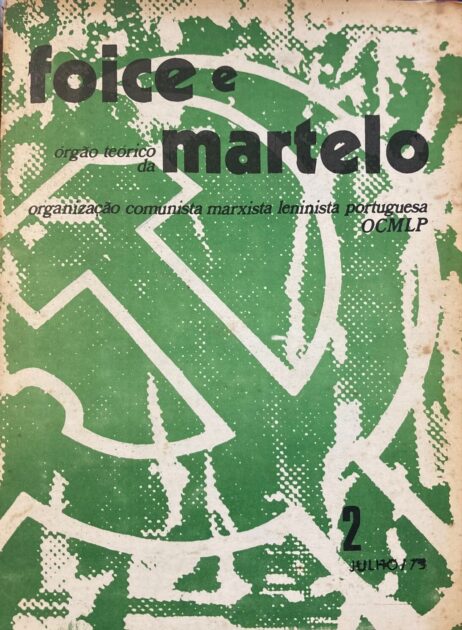 foice e
órgão teórico
da
martelo
organização comunista marxista leninista portuguesa
OCMLP
2
JULHO/73